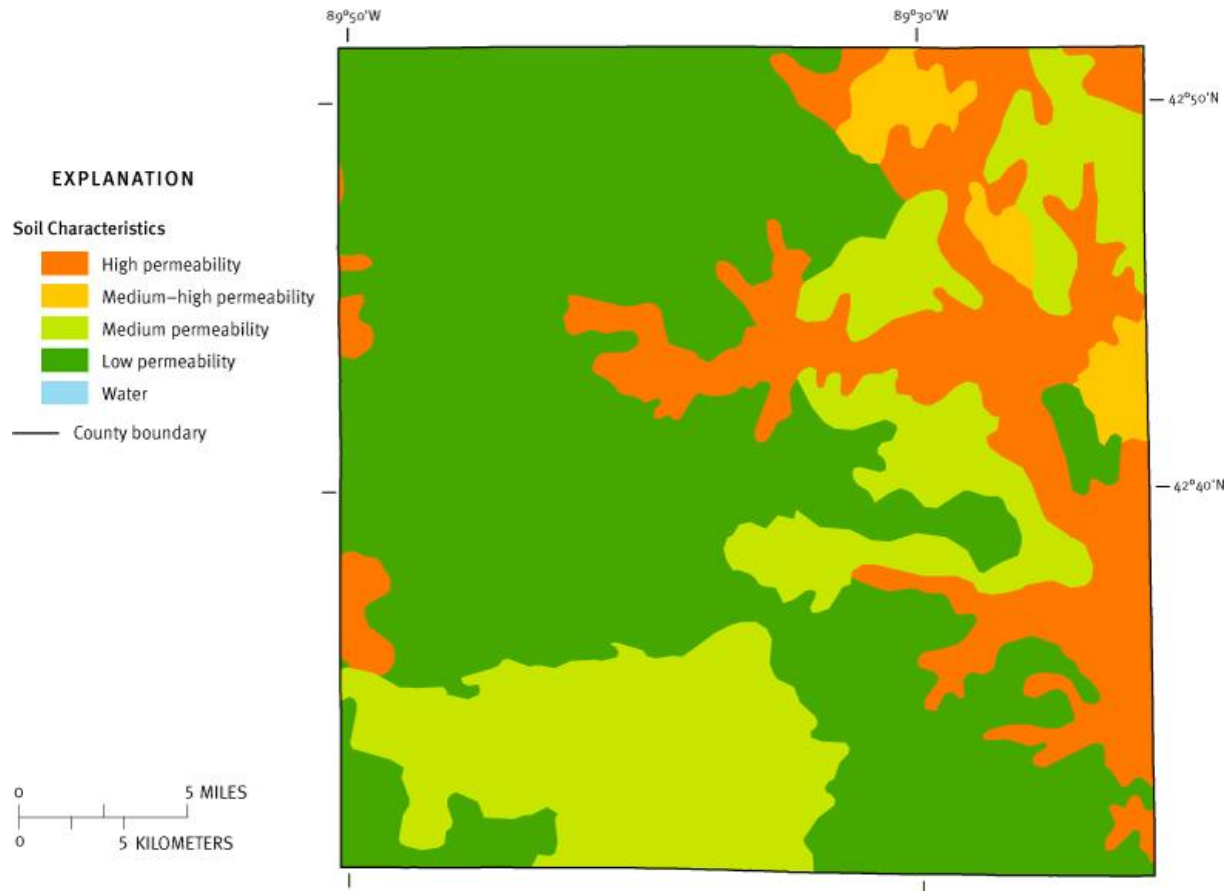 89°50'W 89°30'W
42°50'N
EXPLANATION
Soil Characteristics
High permeability
Medium–high permeability
Medium permeability
Low permeability
Water
County boundary
42°40'N
0 5 MILES
0 5 KILOMETERS